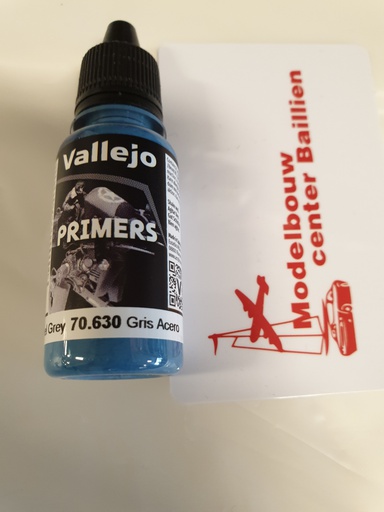 Vallejo
PRIMERS
Grey 70.630 Gris Acero
Modelbouw
center Baillien